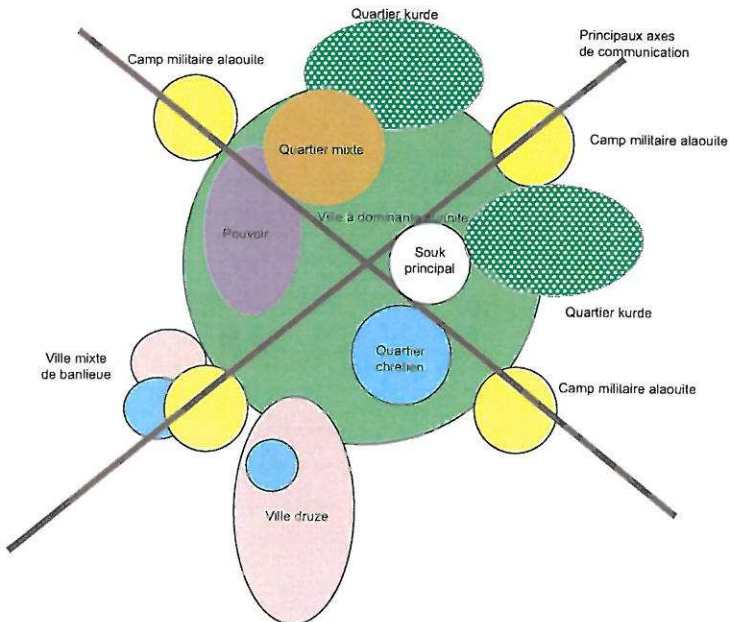 Quartier kurde
Principaux axes
de communication
Camp militaire alaouite
Camp militaire alaouite
Quartier mixte
Ville à dominante sunnite
Pouvoir
Souk
principal
Quartier kurde
Ville mixte
de banlieue
Quartier
chrétien
Camp militaire alaouite
Ville druze